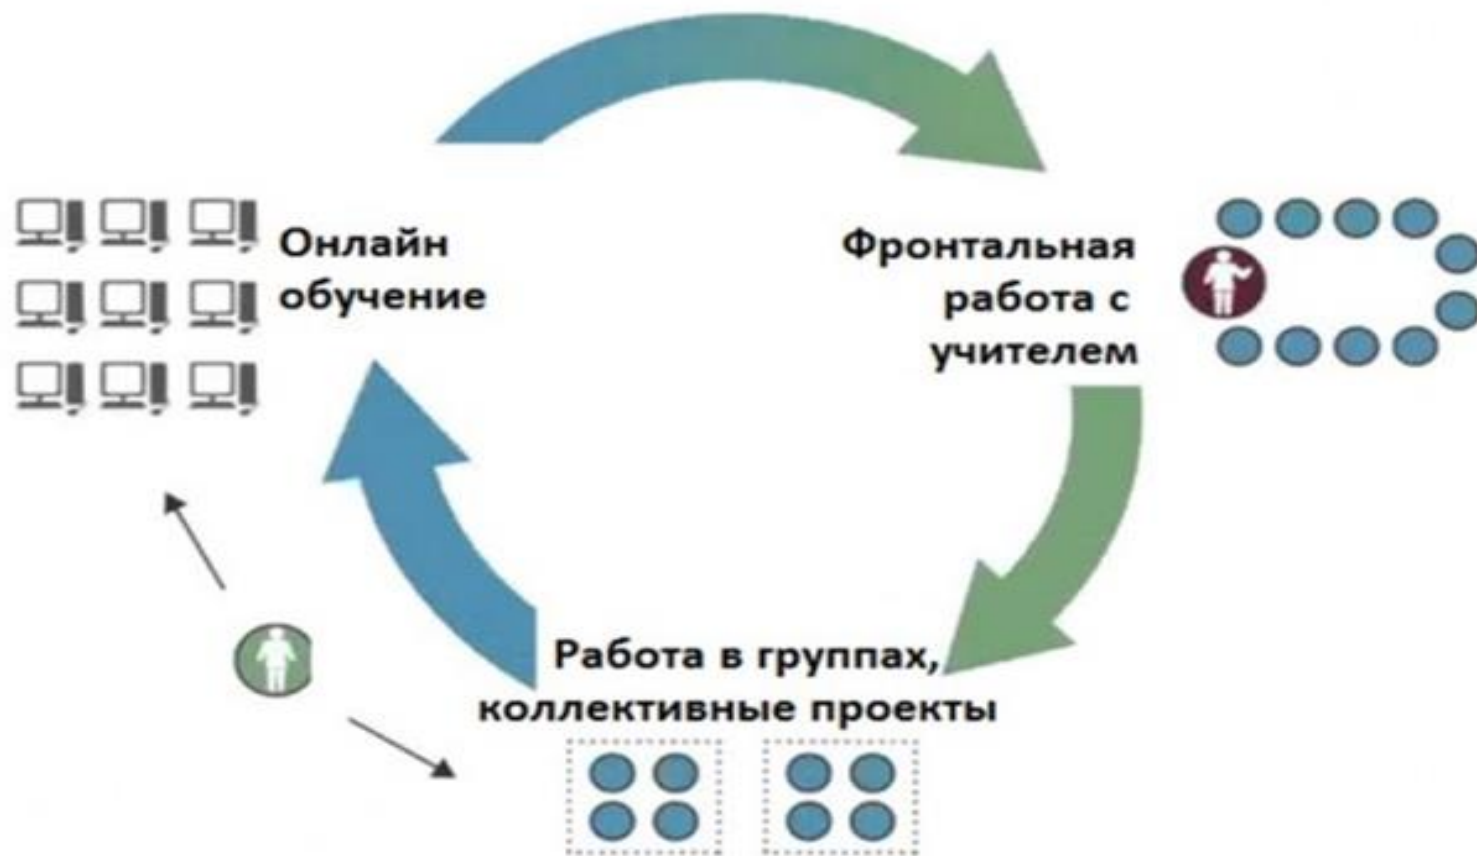 Онлайн
обучение
Фронтальная
работа с
учителем
Работа в группах,
коллективные проекты